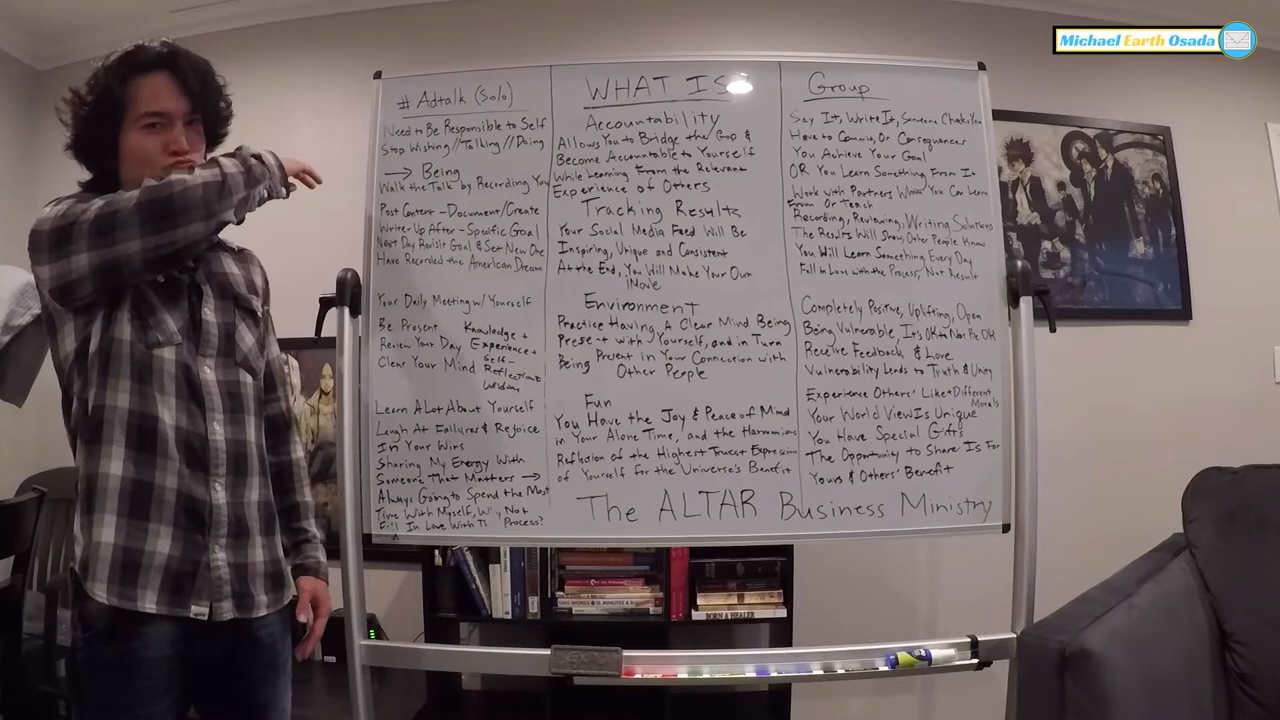 Michael Earth Osada
# Adtalk (Solo)
Need to Be Responsible to Self
Stop Wishing // Talking // Doing
→ Being
Walk the Talk by Recording You
Post Content - Document/Create
Write-Up After - Specific Goal
Next Day Revisit Goal & Set New One
Have Recorded the American Dream
Your Daily Meeting w/ Yourself
Be Present
Review Your Day
Clear Your Mind
Knowledge +
Experience +
Self-
Reflection=
Wisdom
Learn A Lot About Yourself
Laugh At Failures & Rejoice
In Your Wins
Sharing My Energy With
Someone That Matters →
Always Going to Spend the Most
Time With Myself, Why Not
Fall In Love With The Process?
WHAT IS
Accountability
Allows You to Bridge the Gap &
Become Accountable to Yourself
While Learning From the Relevant
Experience of Others
Tracking Results
Your Social Media Feed Will Be
Inspiring, Unique and Consistent
At the End, You Will Make Your Own
Movie
Environment
Practice Having A Clear Mind Being
Present with Yourself, and in Turn
Being Present in Your Connection with
Other People
Fun
You Have the Joy & Peace of Mind
in Your Alone Time, and the Harmonious
Reflection of the Highest Truest Expression
of Yourself for the Universe's Benefit
Group
Say It, Write It, Someone Checks You
Have to Commit, Or Consequences
You Achieve Your Goal
OR You Learn Something From It
Work with Partners Whom You Can Learn
From Or Teach
Recording, Reviewing, Writing Solutions
The Results Will Show, Other People Know
You Will Learn Something Every Day
Fall in Love with the Process, Not Result
Completely Positive, Uplifting, Open
Being Vulnerable, It's OK to Not Be OK
Receive Feedback & Love
Vulnerability Leads to Truth & Unity
Experience Others' Like + Different
Morals
Your World View Is Unique
You Have Special Gifts
The Opportunity to Share Is For
Yours & Others' Benefit
The ALTAR Business Ministry
BORN A HEALER